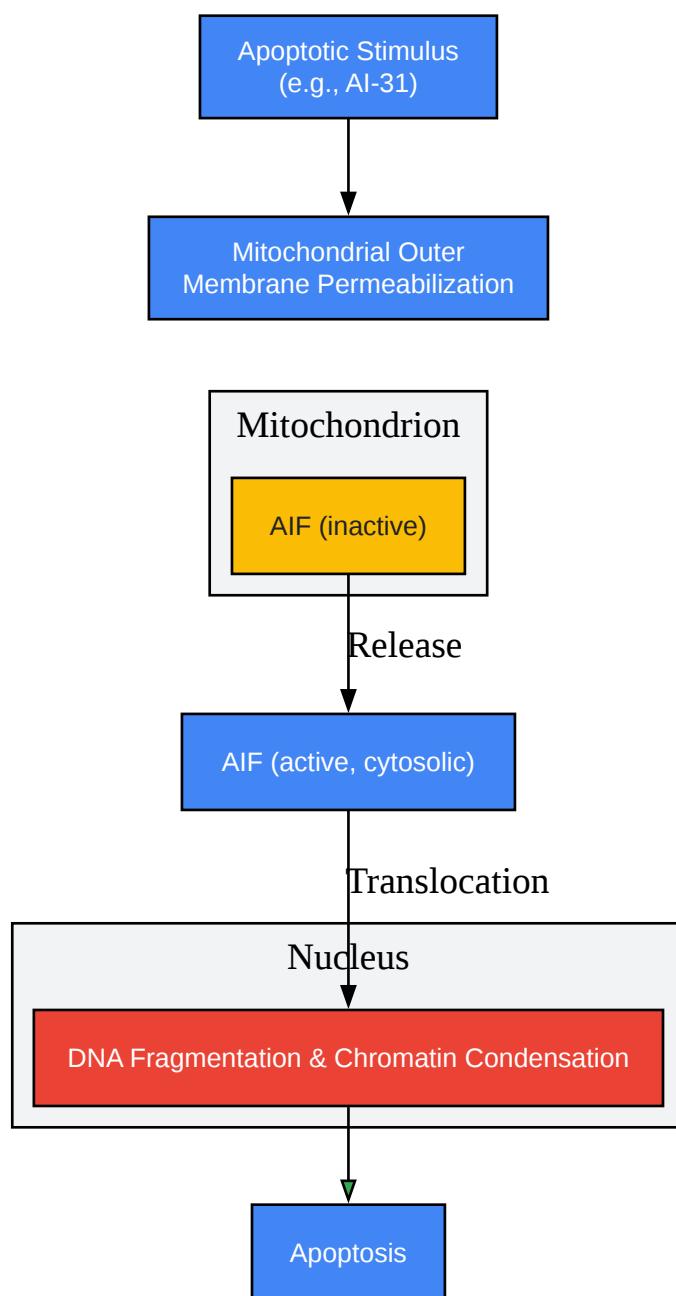 Apoptotic Stimulus
(e.g., AI-31)
Mitochondrial Outer
Membrane Permeabilization
Mitochondrion
AIF (inactive)
Release
AIF (active, cytosolic)
Translocation
Nucleus
DNA Fragmentation & Chromatin Condensation
Apoptosis